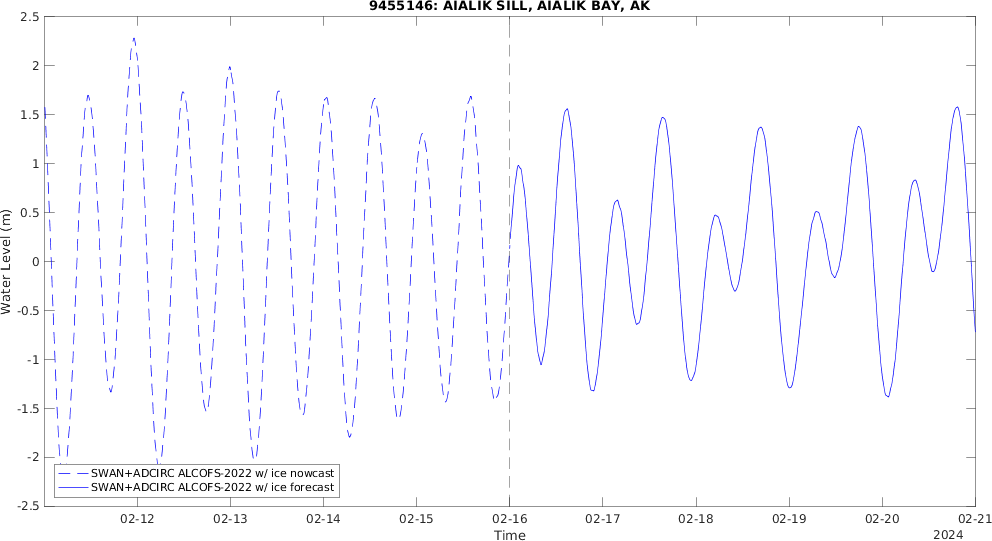 9455146: AIALIK SILL, AIALIK BAY, AK
2.5
2
1.5
1
0.5
0
-0.5
-1
-1.5
-2
-2.5
Water Level (m)
SWAN+ADCIRC ALCOFS-2022 w/ ice nowcast
SWAN+ADCIRC ALCOFS-2022 w/ ice forecast
02-12 02-13 02-14 02-15 02-16 02-17 02-18 02-19 02-20 02-21
Time
2024